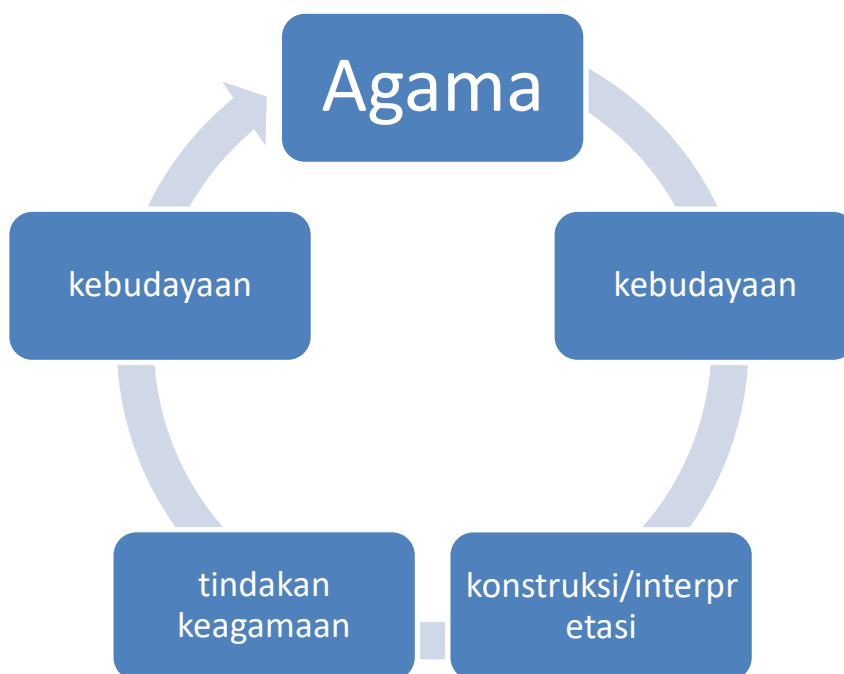 Agama
kebudayaan
kebudayaan
tindakan
keagamaan
konstruksi/interpr
etasi